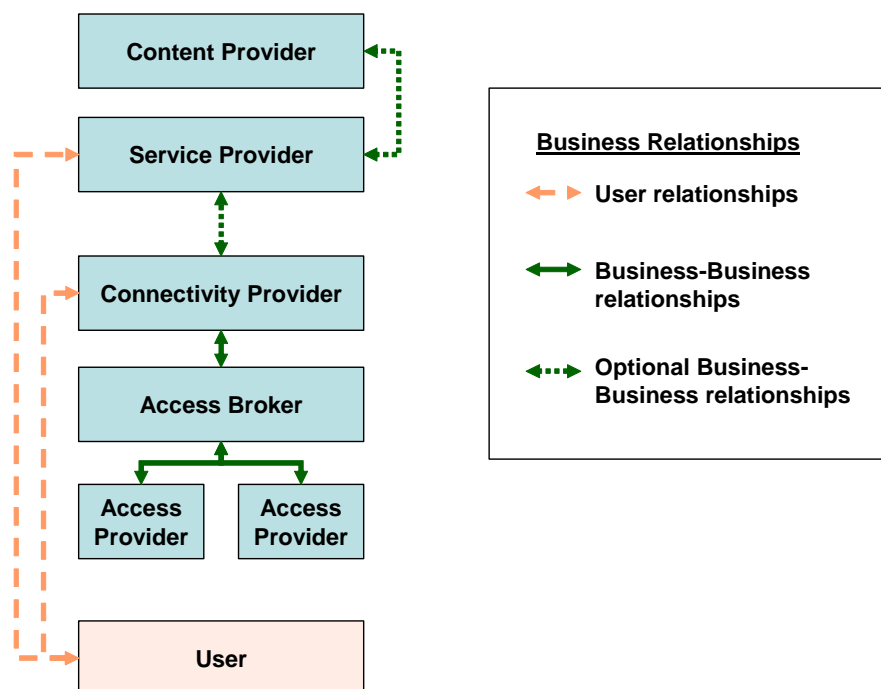 Content Provider
Service Provider
Connectivity Provider
Access Broker
Access
Provider
Access
Provider
User
Business Relationships
User relationships
Business-Business
relationships
Optional Business-
Business relationships